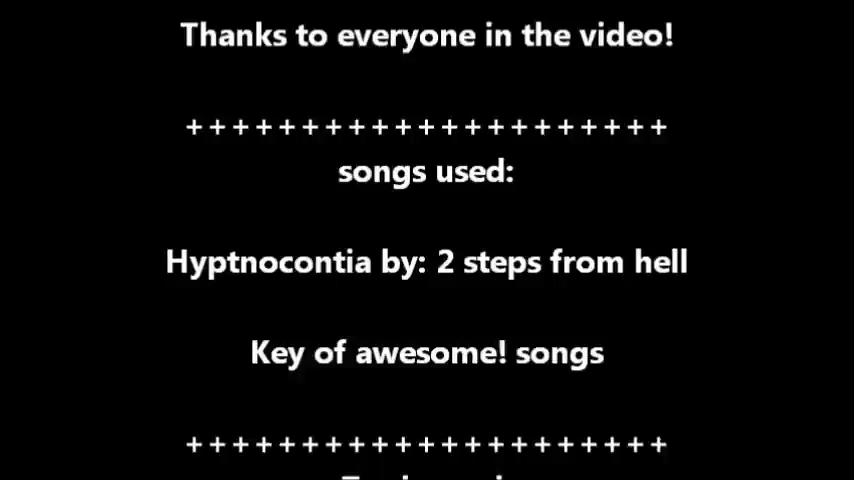 Thanks to everyone in the video!
+++++++++++++++++++++
songs used:
Hyptnocontia by: 2 steps from hell
Key of awesome! songs
+++++++++++++++++++++